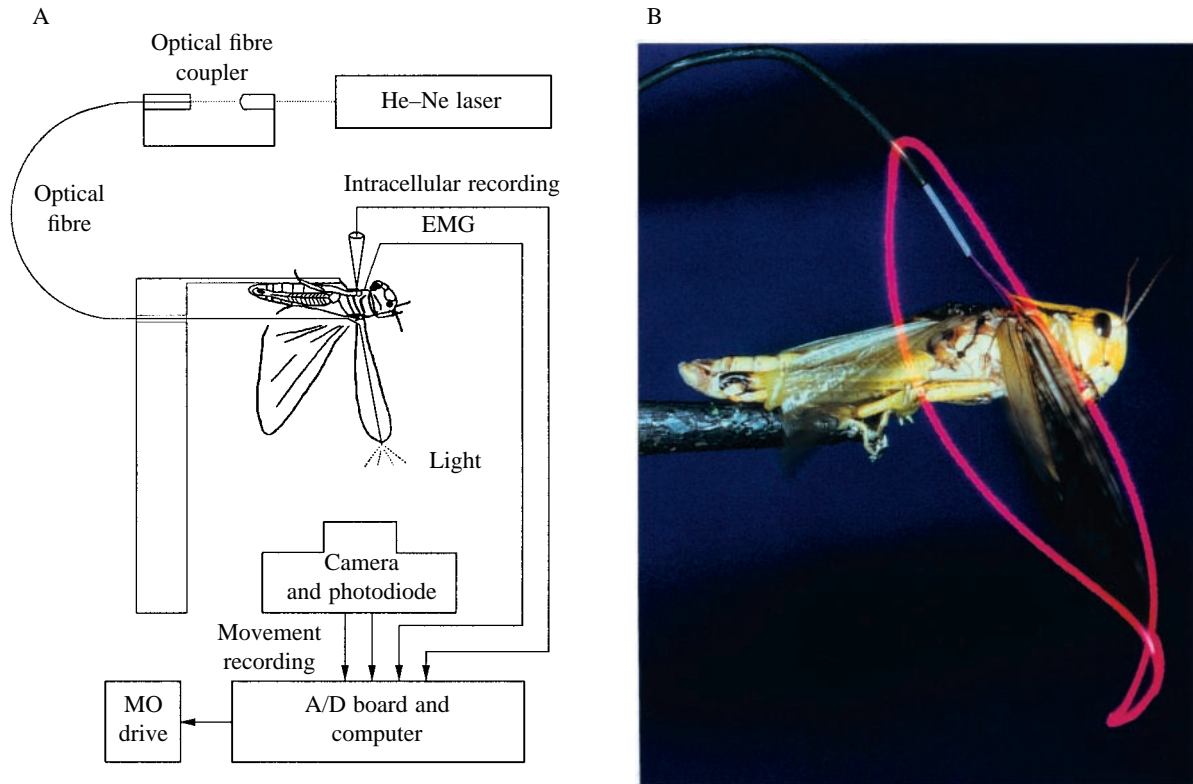 A
B
Optical fibre
coupler
He–Ne laser
Optical
fibre
Intracellular recording
EMG
Light
Camera
and photodiode
Movement
recording
MO
drive
A/D board and
computer